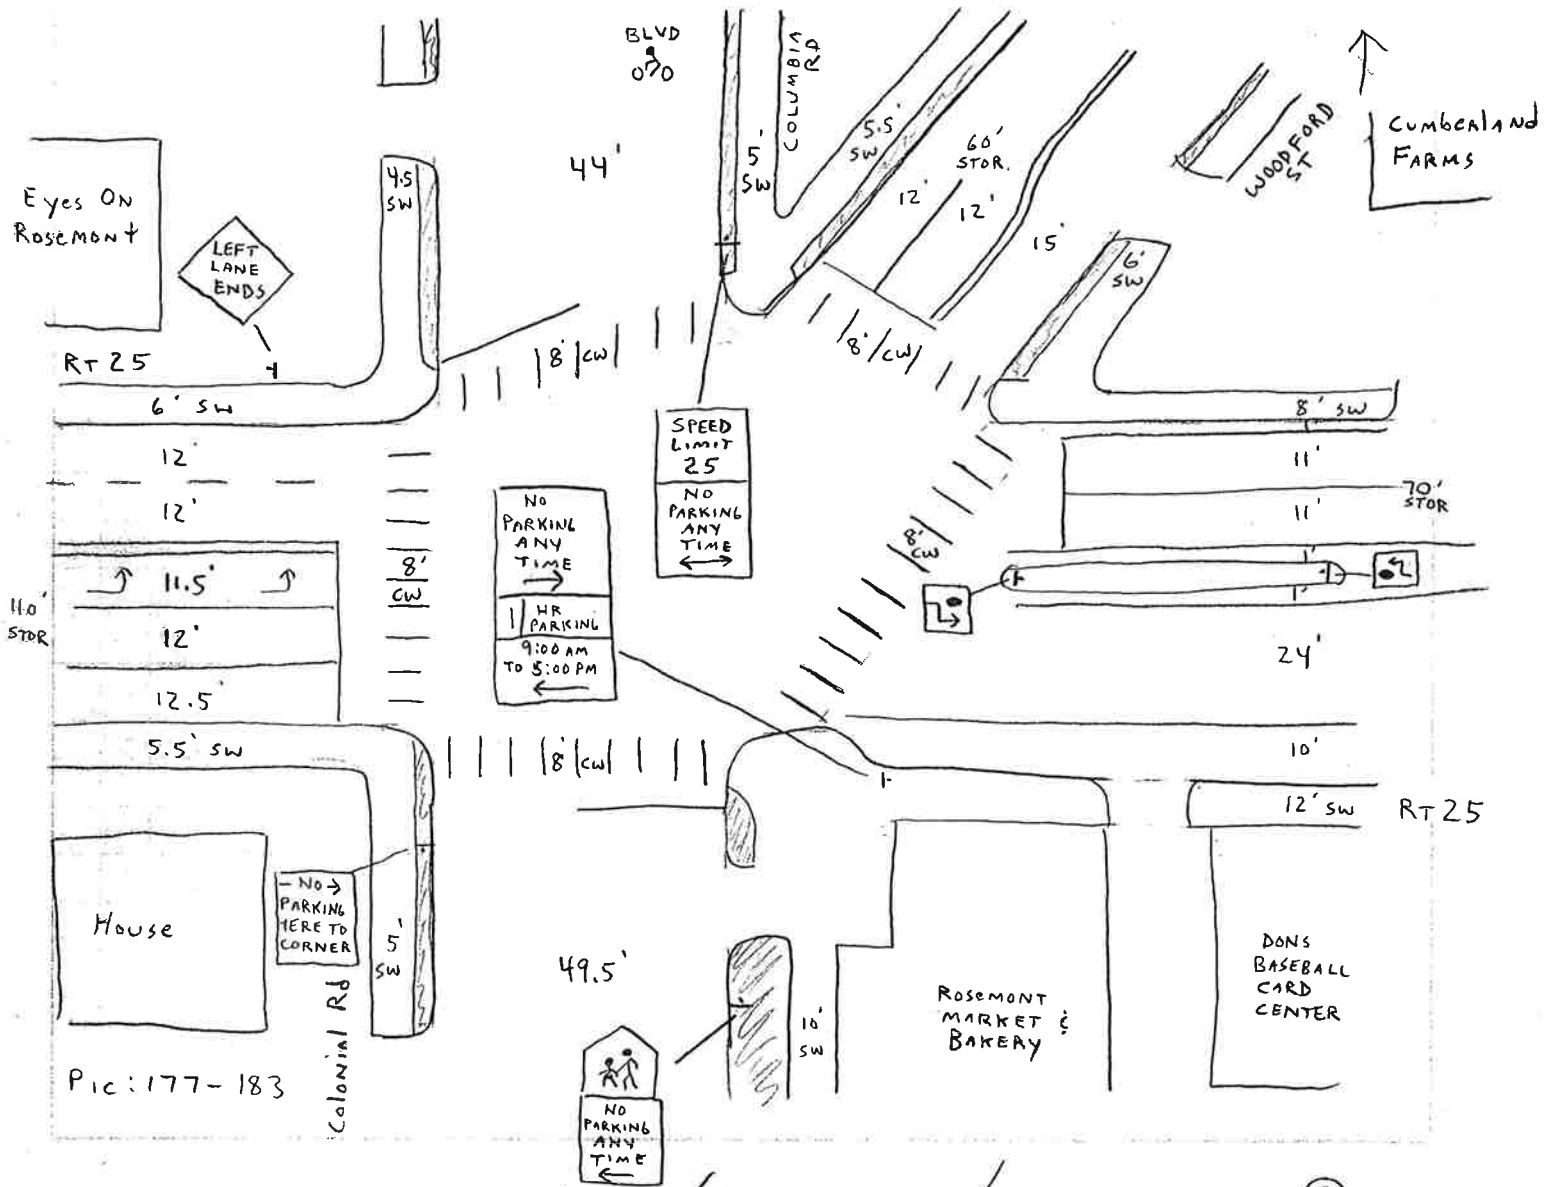 BLVD
COLUMBIA
RD
44'
5'
SW
5.5'
SW
60'
STOR.
12'
12'
15'
WOODFORD
ST
CUMBERLAND
FARMS
Eyes ON
Rosemont
4.5
SW
LEFT
LANE
ENDS
RT 25
6' SW
8' CW
8' CW
6'
SW
8' SW
1'
12'
12'
11.5'
12'
12.5'
5.5' SW
STOR
8'
CW
SPEED
LIMIT
25
NO
PARKING
ANY
TIME
↔
NO
PARKING
ANY
TIME
→
1 HR
PARKING
9:00 AM
TO 5:00 PM
←
8'
CW
11'
11'
70'
STOR
1'
1'
24'
10'
12' SW
RT 25
8' CW
House
- NO →
PARKING
HERE TO
CORNER
5'
SW
Colonial Rd
49.5'
10'
SW
ROSEMONT
MARKET &
BAKERY
DONS
BASEBALL
CARD
CENTER
Pic: 177-183
NO
PARKING
ANY
TIME
←